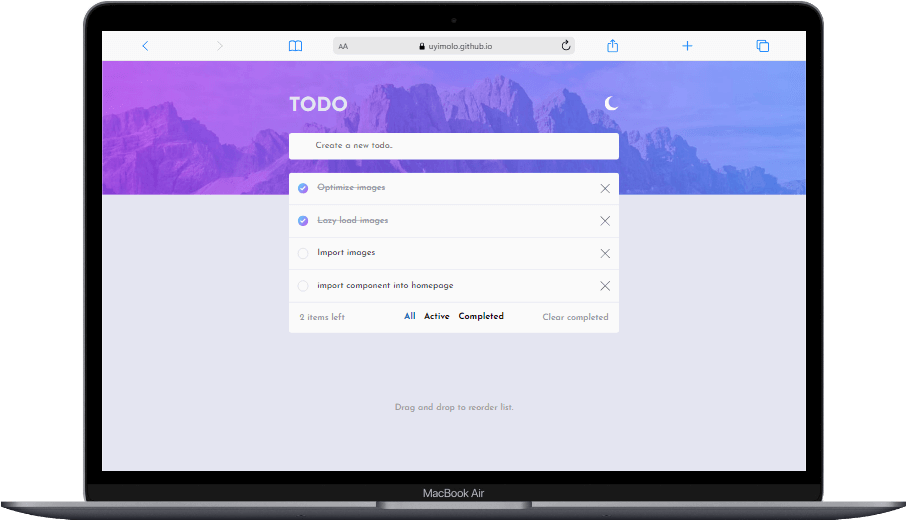 AA uyimolo.github.io
TODO
Create a new todo..
Optimize images
Lazy load images
Import images
import component into homepage
2 items left All Active Completed Clear completed
Drag and drop to reorder list.
MacBook Air